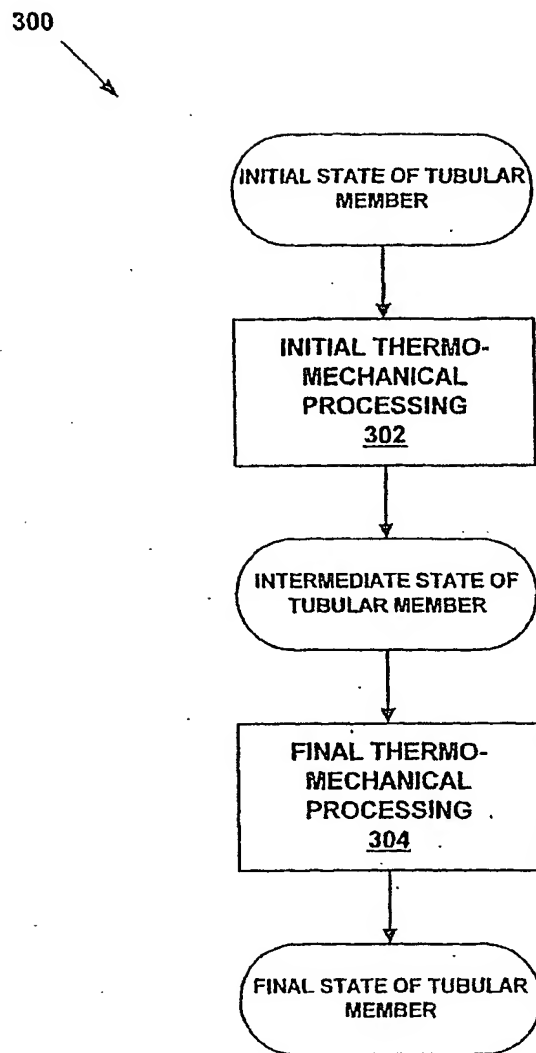 300
INITIAL STATE OF TUBULAR
MEMBER
INITIAL THERMO-
MECHANICAL
PROCESSING
302
INTERMEDIATE STATE OF
TUBULAR MEMBER
FINAL THERMO-
MECHANICAL
PROCESSING
304
FINAL STATE OF TUBULAR
MEMBER